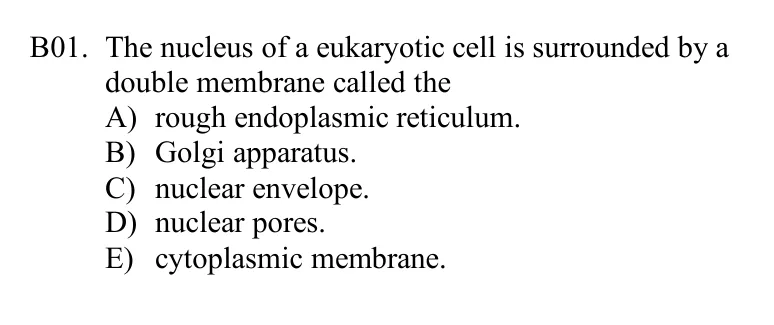 B01. The nucleus of a eukaryotic cell is surrounded by a
double membrane called the
A) rough endoplasmic reticulum.
B) Golgi apparatus.
C) nuclear envelope.
D) nuclear pores.
E) cytoplasmic membrane.